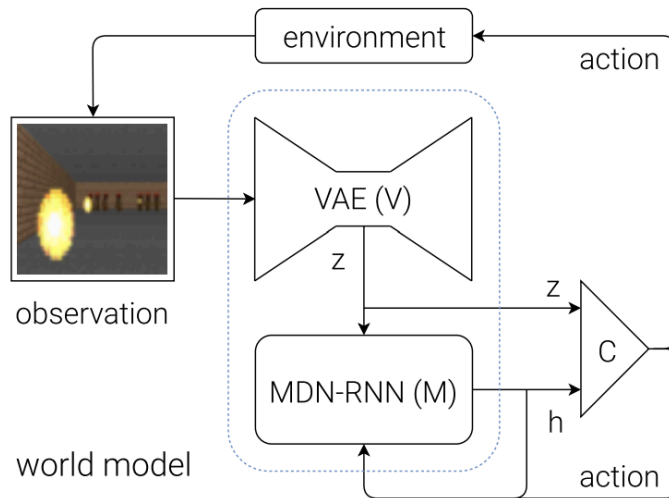 environment
action
VAE (V)
z
observation
z
C
MDN-RNN (M)
h
world model
action